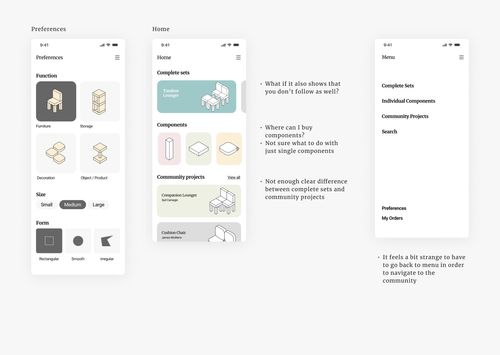 Preferences
9:41
Preferences
Function
Furniture
Storage
Decoration
Object / Product
Size
Small
Medium
Large
Form
Rectangular
Smooth
Irregular
Home
9:41
Home
Complete sets
Timeless
Lounger
Components
Community projects
View all
Companion Lounger
Cushion Chair
James McMiens
• What if it also shows that
you don't follow as well?
• Where can I buy
components?
• Not sure what to do with
just single components
• Not enough clear difference
between complete sets and
community projects
9:41
Menu
Complete Sets
Individual Components
Community Projects
Search
Preferences
My Orders
• It feels a bit strange to have
to go back to menu in order
to navigate to the
community